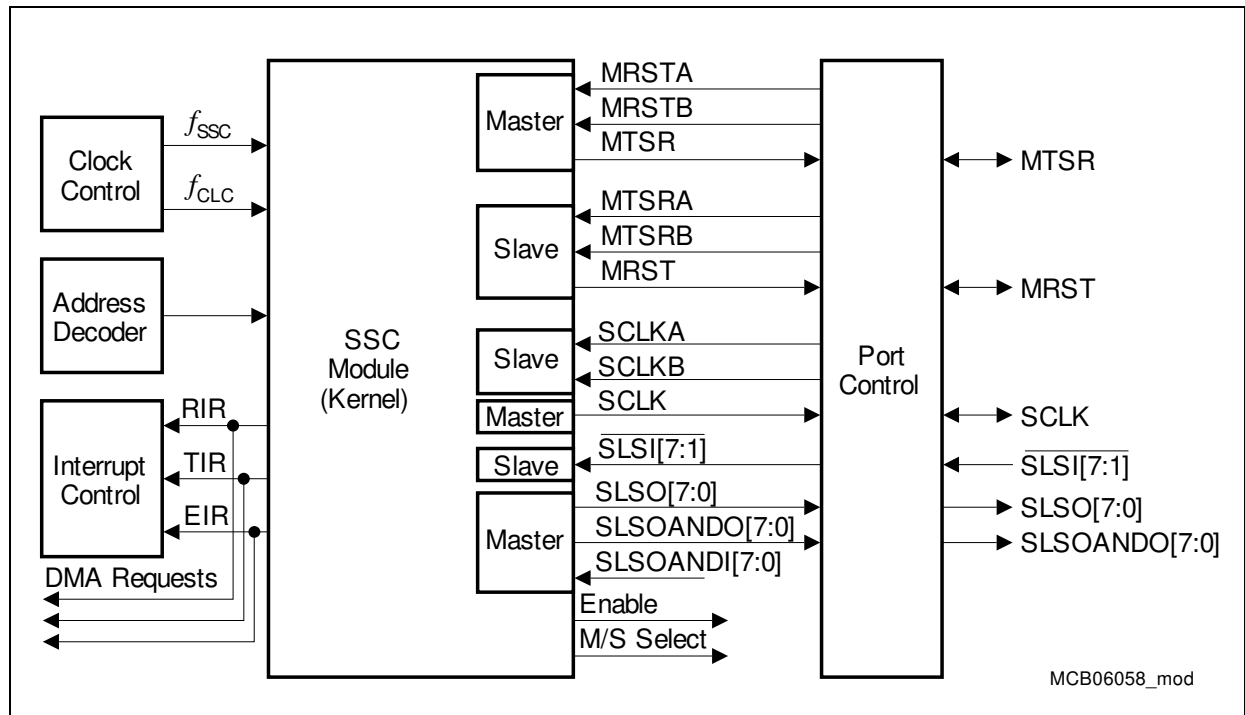 Clock
Control
fSSC
fCLC
Address
Decoder
Interrupt
Control
RIR
TIR
EIR
DMA Requests
SSC
Module
(Kernel)
Master
Slave
Slave
Master
Slave
Master
MRSTA
MRSTB
MTSR
MTSRA
MTSRB
MRST
SCLKA
SCLKB
SCLK
SLSI[7:1]
SLSO[7:0]
SLSOANDO[7:0]
SLSOANDI[7:0]
Enable
M/S Select
Port
Control
MTSR
MRST
SCLK
SLSI[7:1]
SLSO[7:0]
SLSOANDO[7:0]
MCB06058_mod